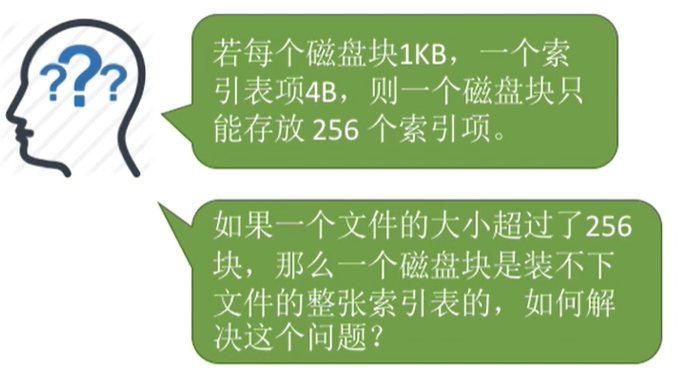 ???
若每个磁盘块1KB，一个索
引表项4B，则一个磁盘块只
能存放 256 个索引项。
如果一个文件的大小超过了256
块，那么一个磁盘块是装不下
文件的整张索引表的，如何解
决这个问题？